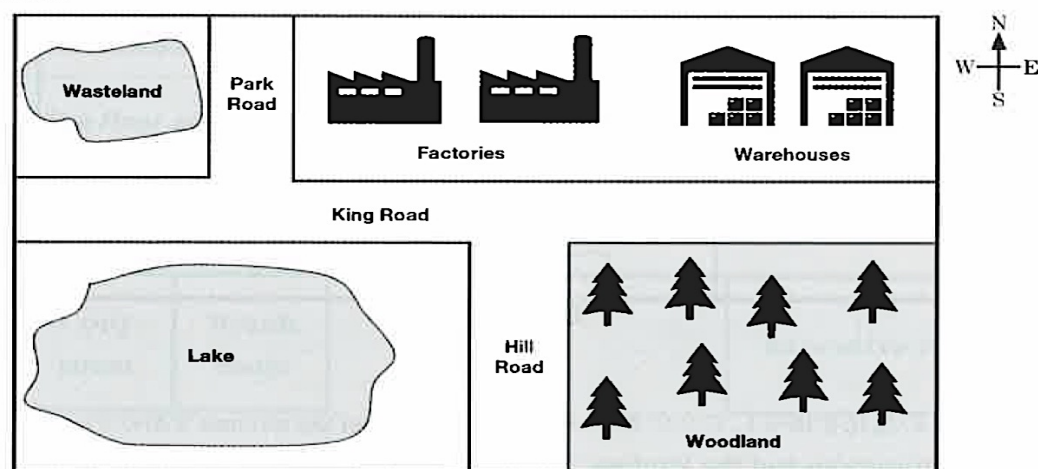 N
W E
S
Wasteland
Park
Road
Factories
Warehouses
King Road
Lake
Hill
Road
Woodland